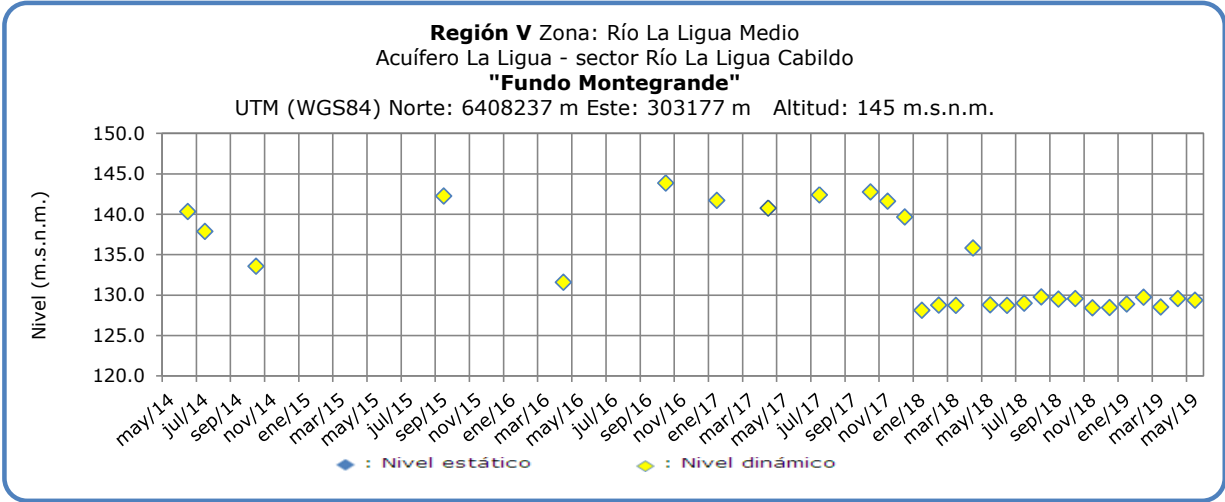 Región V Zona: Río La Ligua Medio
Acuífero La Ligua - sector Río La Ligua Cabildo
"Fundo Montegrande"
UTM (WGS84) Norte: 6408237 m Este: 303177 m Altitud: 145 m.s.n.m.
Nivel (m.s.n.m.)
150.0
145.0
140.0
135.0
130.0
125.0
120.0
may/14 jul/14 sep/14 nov/14 ene/15 mar/15 may/15 jul/15 sep/15 nov/15 ene/16 mar/16 may/16 jul/16 sep/16 nov/16 ene/17 mar/17 may/17 jul/17 sep/17 nov/17 ene/18 mar/18 may/18 jul/18 sep/18 nov/18 ene/19 mar/19 may/19
: Nivel estático : Nivel dinámico